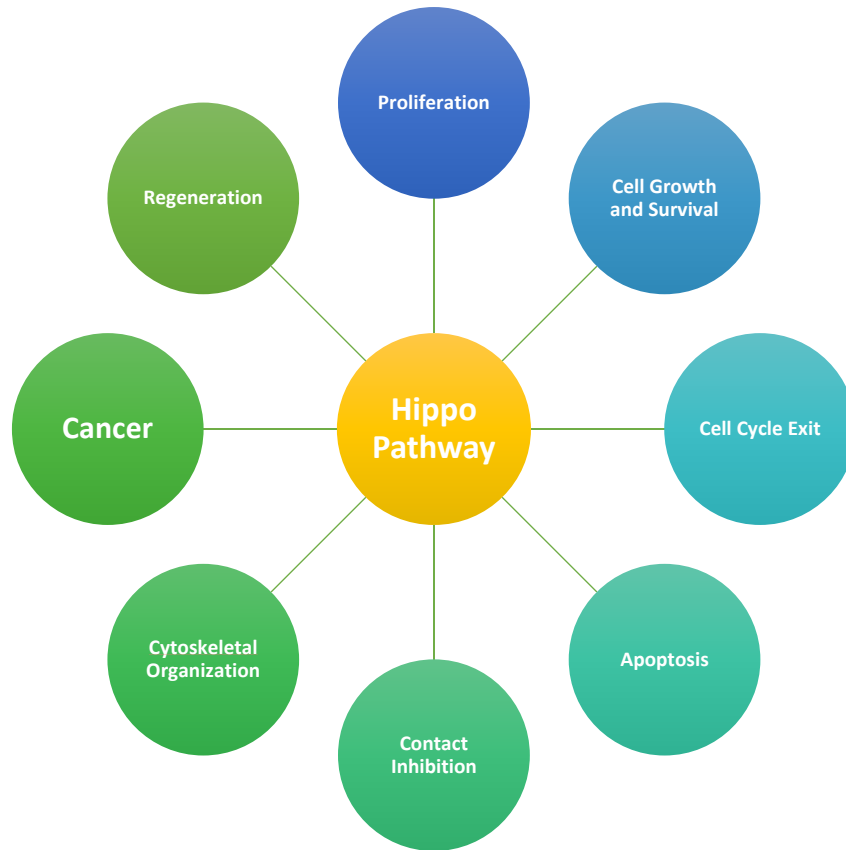 Proliferation
Cell Growth
and Survival
Cell Cycle Exit
Apoptosis
Contact
Inhibition
Cytoskeletal
Organization
Cancer
Regeneration
Hippo
Pathway